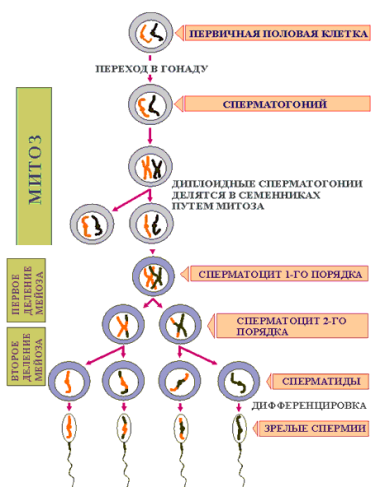 ПЕРВИЧНАЯ ПОЛОВАЯ КЛЕТКА
ПЕРЕХОД В ГОНАДУ
СПЕРМАТОГОНИЙ
МИТОЗ
ДИПЛОИДНЫЕ СПЕРМАТОГОНИИ
ДЕЛЯТСЯ В СЕМЕННИКАХ
ПУТЕМ МИТОЗА
ПЕРВОЕ
ДЕЛЕНИЕ
МЕЙОЗА
СПЕРМАТОЦИТ 1-ГО ПОРЯДКА
СПЕРМАТОЦИТ 2-ГО
ПОРЯДКА
ВТОРОЕ
ДЕЛЕНИЕ
МЕЙОЗА
СПЕРМАТИДЫ
ДИФФЕРЕНЦИРОВКА
ЗРЕЛЫЕ СПЕРМИИ